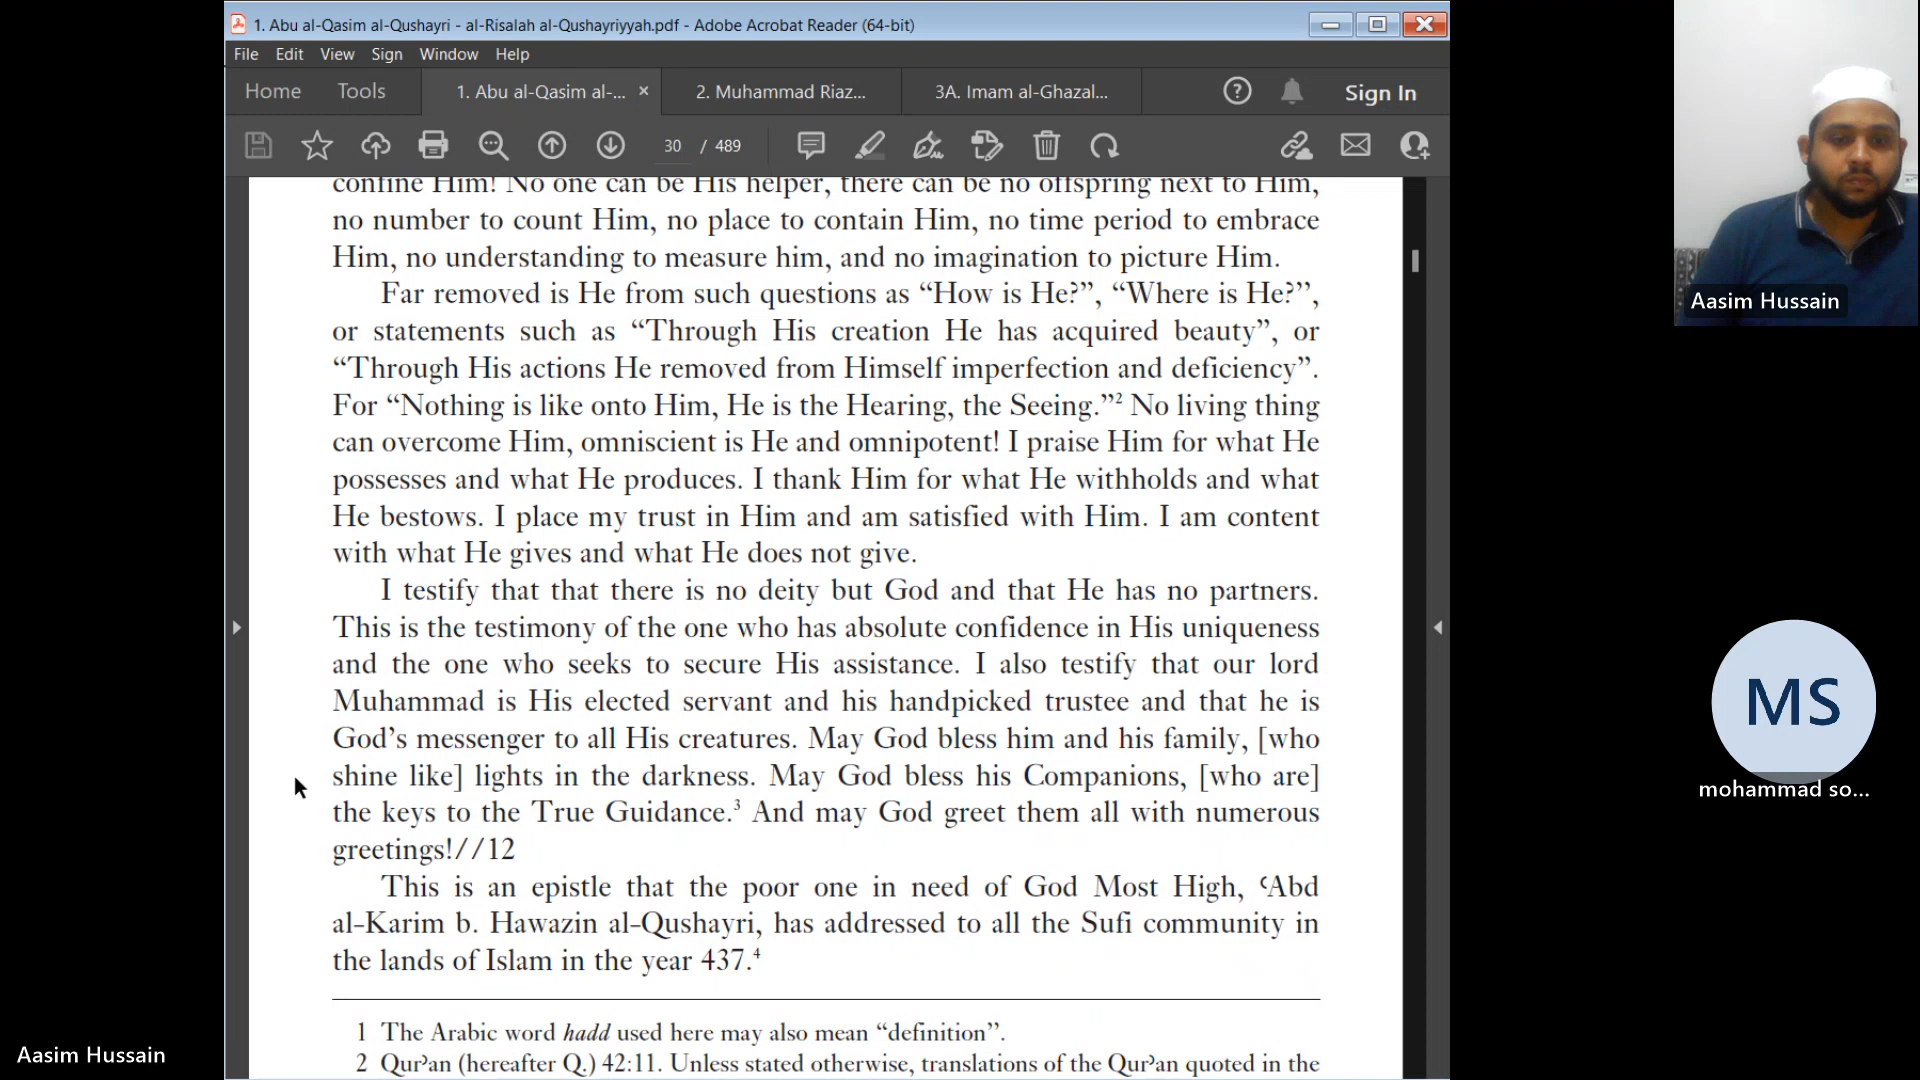 1. Abu al-Qasim al-Qushayri - al-Risalah al-Qushayriyyah.pdf - Adobe Acrobat Reader (64-bit)
File Edit View Sign Window Help
Home Tools 1. Abu al-Qasim al-... × 2. Muhammad Riaz... 3A. Imam al-Ghazal... Sign In
30 / 489
confine Him! No one can be His helper, there can be no offspring next to Him,
no number to count Him, no place to contain Him, no time period to embrace
Him, no understanding to measure him, and no imagination to picture Him.
Far removed is He from such questions as “How is He?”, “Where is He?”,
or statements such as “Through His creation He has acquired beauty”, or
“Through His actions He removed from Himself imperfection and deficiency”.
For “Nothing is like onto Him, He is the Hearing, the Seeing.”2 No living thing
can overcome Him, omniscient is He and omnipotent! I praise Him for what He
possesses and what He produces. I thank Him for what He withholds and what
He bestows. I place my trust in Him and am satisfied with Him. I am content
with what He gives and what He does not give.
I testify that that there is no deity but God and that He has no partners.
This is the testimony of the one who has absolute confidence in His uniqueness
and the one who seeks to secure His assistance. I also testify that our lord
Muhammad is His elected servant and his handpicked trustee and that he is
God’s messenger to all His creatures. May God bless him and his family, [who
shine like] lights in the darkness. May God bless his Companions, [who are]
the keys to the True Guidance.3 And may God greet them all with numerous
greetings!//12
This is an epistle that the poor one in need of God Most High, ʿAbd
al-Karim b. Hawazin al-Qushayri, has addressed to all the Sufi community in
the lands of Islam in the year 437.4
1 The Arabic word hadd used here may also mean “definition”.
2 Qurʾan (hereafter Q.) 42:11. Unless stated otherwise, translations of the Qurʾan quoted in the
Aasim Hussain
MS
mohammad so...
Aasim Hussain